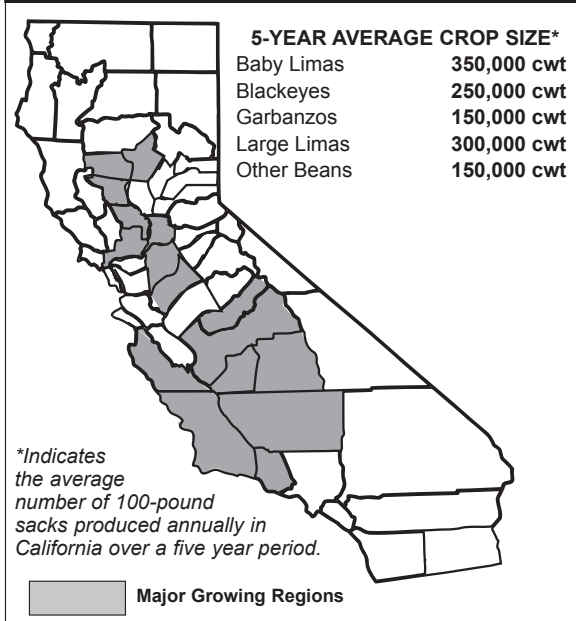 5-YEAR AVERAGE CROP SIZE*
Baby Limas 350,000 cwt
Blackeyes 250,000 cwt
Garbanzos 150,000 cwt
Large Limas 300,000 cwt
Other Beans 150,000 cwt
*Indicates
the average
number of 100-pound
sacks produced annually in
California over a five year period.
Major Growing Regions